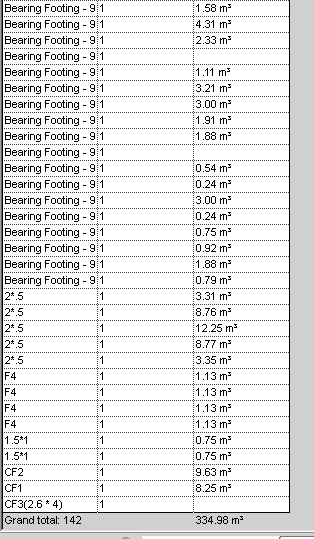 Bearing Footing - 9 1 1.58 m³
Bearing Footing - 9 1 4.31 m³
Bearing Footing - 9 1 2.33 m³
Bearing Footing - 9 1
Bearing Footing - 9 1 1.11 m³
Bearing Footing - 9 1 3.21 m³
Bearing Footing - 9 1 3.00 m³
Bearing Footing - 9 1 1.91 m³
Bearing Footing - 9 1 1.88 m³
Bearing Footing - 9 1
Bearing Footing - 9 1 0.54 m³
Bearing Footing - 9 1 0.24 m³
Bearing Footing - 9 1 3.00 m³
Bearing Footing - 9 1 0.24 m³
Bearing Footing - 9 1 0.75 m³
Bearing Footing - 9 1 0.92 m³
Bearing Footing - 9 1 1.88 m³
Bearing Footing - 9 1 0.79 m³
2*.5 1 3.31 m³
2*.5 1 8.76 m³
2*.5 1 12.25 m³
2*.5 1 8.77 m³
2*.5 1 3.35 m³
F4 1 1.13 m³
F4 1 1.13 m³
F4 1 1.13 m³
F4 1 1.13 m³
1.5*1 1 0.75 m³
1.5*1 1 0.75 m³
CF2 1 9.63 m³
CF1 1 8.25 m³
CF3(2.6 * 4) 1
Grand total: 142 334.98 m³